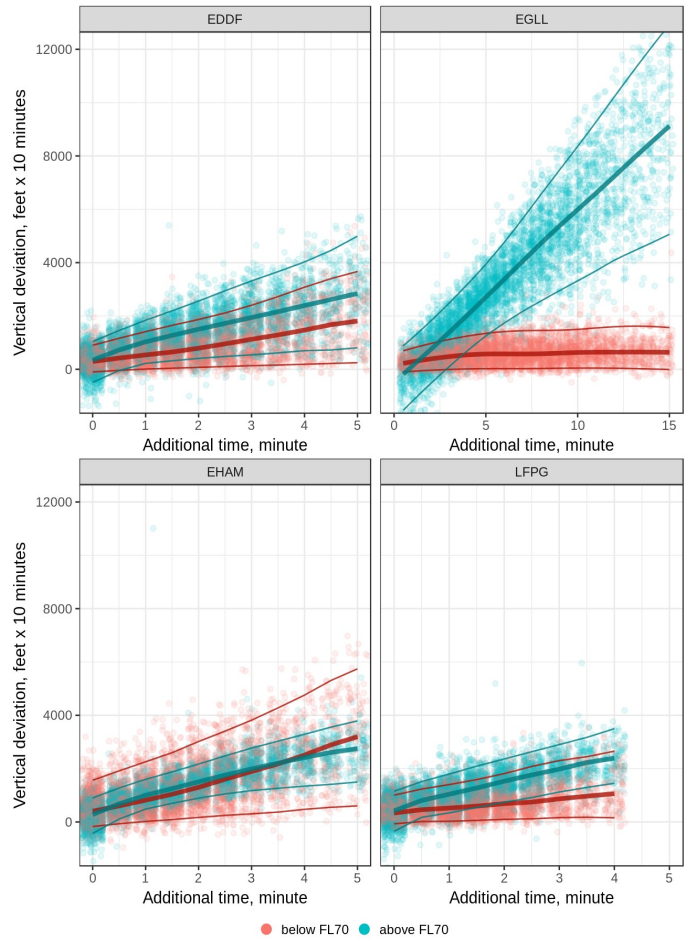 EDDF
EGLL
Vertical deviation, feet x 10 minutes
12000
8000
4000
0
0 1 2 3 4 5
0 5 10 15
Additional time, minute
Additional time, minute
EHAM
LFPG
Vertical deviation, feet x 10 minutes
12000
8000
4000
0
0 1 2 3 4 5
0 1 2 3 4 5
Additional time, minute
Additional time, minute
below FL70
above FL70